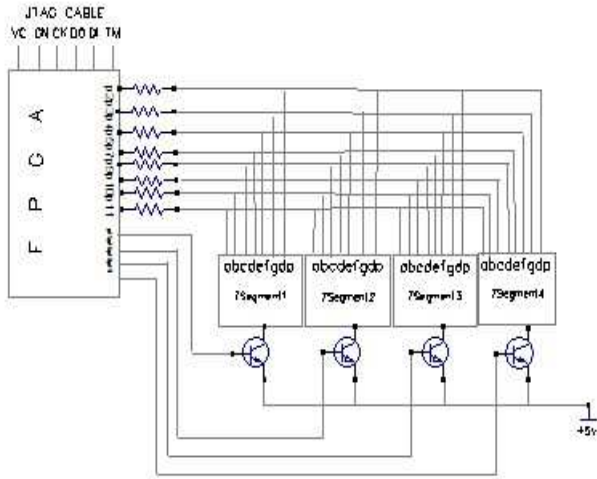 JTAG CABLE
VC GN CK DO DI TM
F P G A
abcdefgdp
abcdefgdp
abcdefgdp
abcdefgdp
7Segment1
7Segment2
7Segment3
7Segment4
+5v